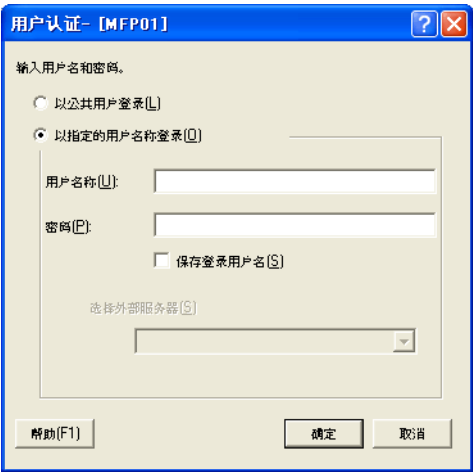 用户认证- [MFP01]
输入用户名和密码。
以公共用户登录(L)
以指定的用户名称登录(O)
用户名称(U):
密码(P):
保存登录用户名(S)
选择外部服务器(S)
帮助(F1) 确定 取消